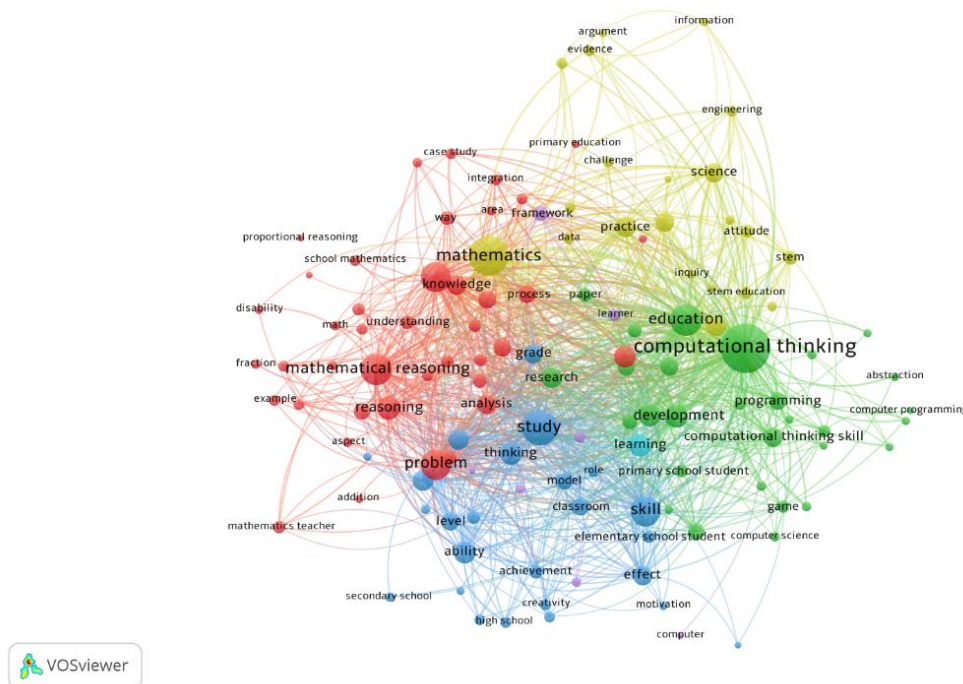 information
argument
evidence
engineering
primary education
case study
challenge
science
integration
area
framework
way
practice
attitude
proportional reasoning
data
mathematics
school mathematics
stem
inquiry
knowledge
process
paper
stem education
learner
disability
math
understanding
education
computational thinking
grade
fraction
mathematical reasoning
research
abstraction
example
reasoning
analysis
programming
computer programming
development
study
computational thinking skill
aspect
learning
thinking
problem
role
primary school student
model
addition
classroom
skill
game
mathematics teacher
level
elementary school student
computer science
ability
achievement
effect
secondary school
creativity
motivation
high school
computer
VOSviewer